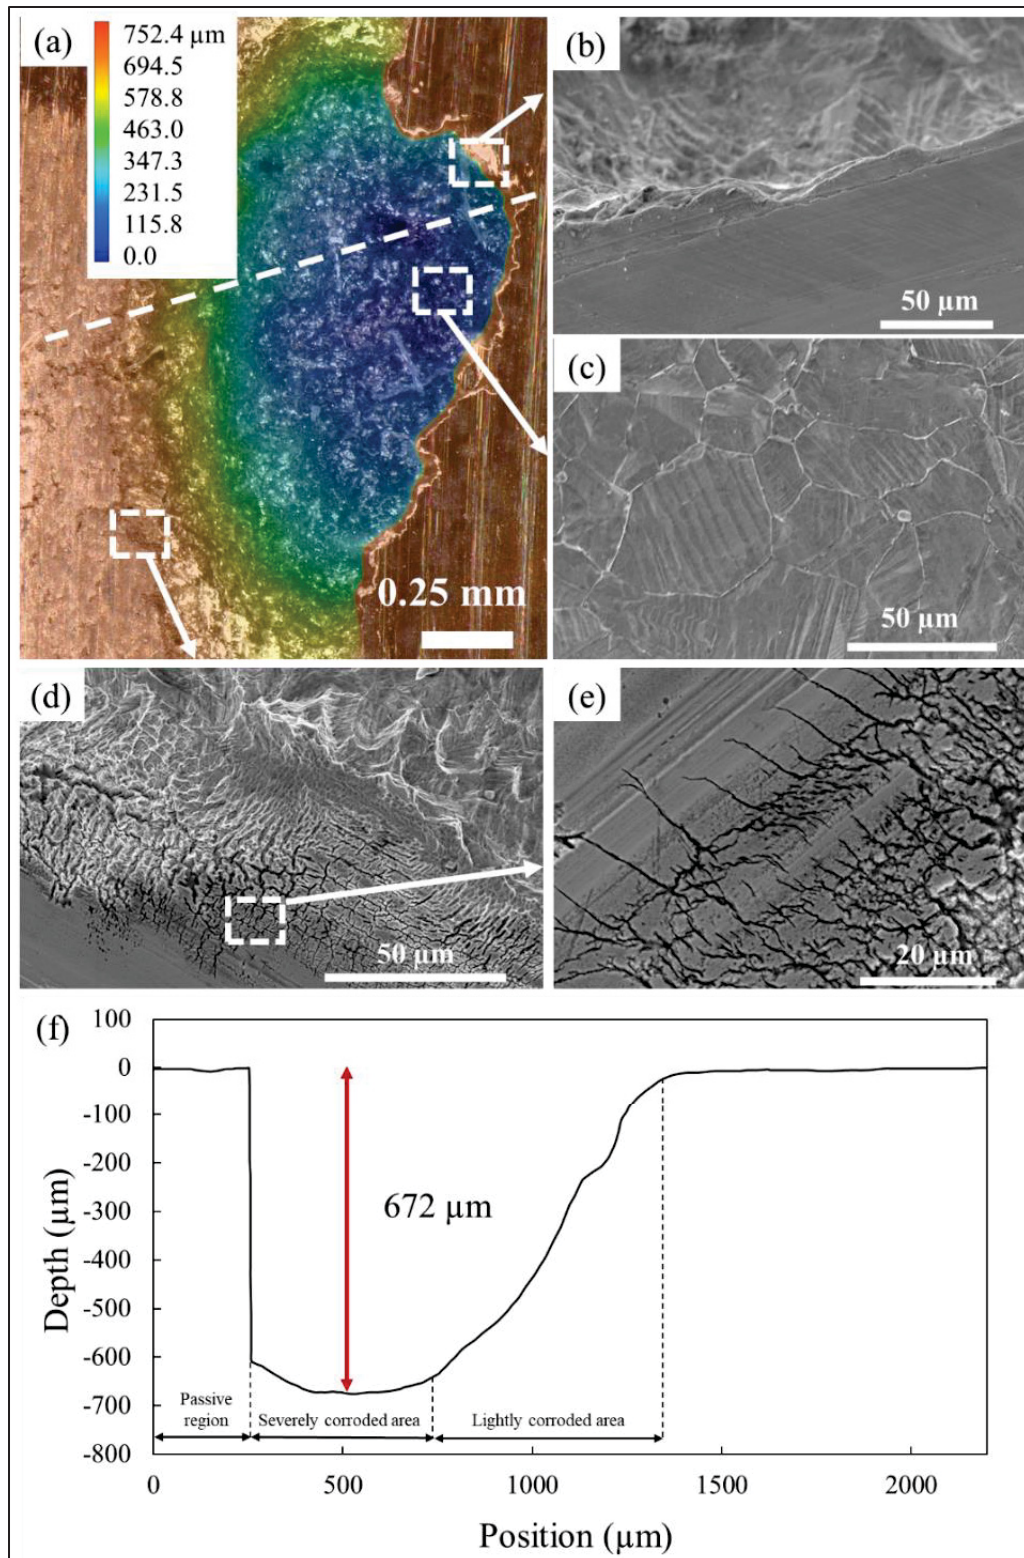 (a)
752.4 µm
694.5
578.8
463.0
347.3
231.5
115.8
0.0
0.25 mm
(b)
50 µm
(c)
50 µm
(d)
50 µm
(e)
20 µm
(f)
100
0
-100
-200
-300
-400
-500
-600
-700
-800
Depth (µm)
672 µm
Passive
region
Severely corroded area
Lightly corroded area
0
500
1000
1500
2000
Position (µm)